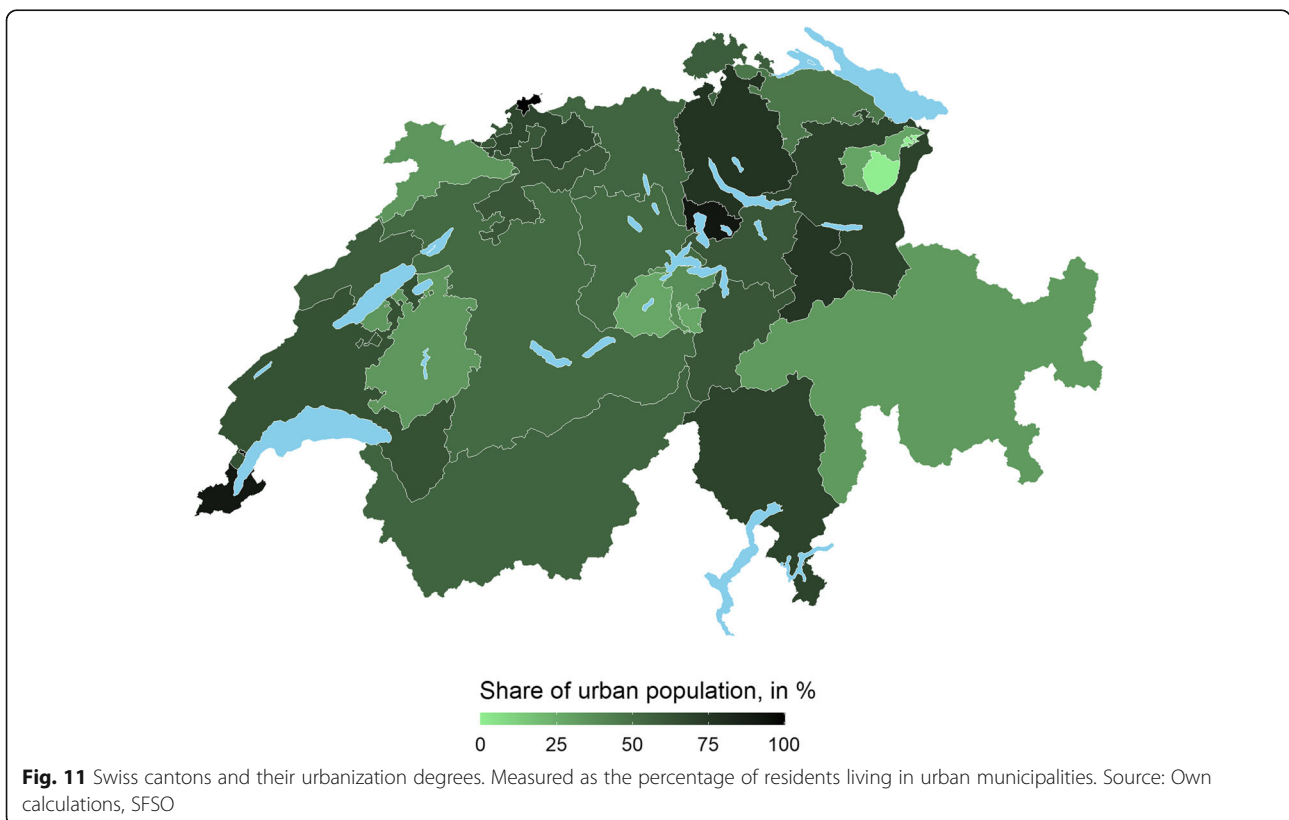 Share of urban population, in %
0 25 50 75 100
Fig. 11 Swiss cantons and their urbanization degrees. Measured as the percentage of residents living in urban municipalities. Source: Own
calculations, SFSO